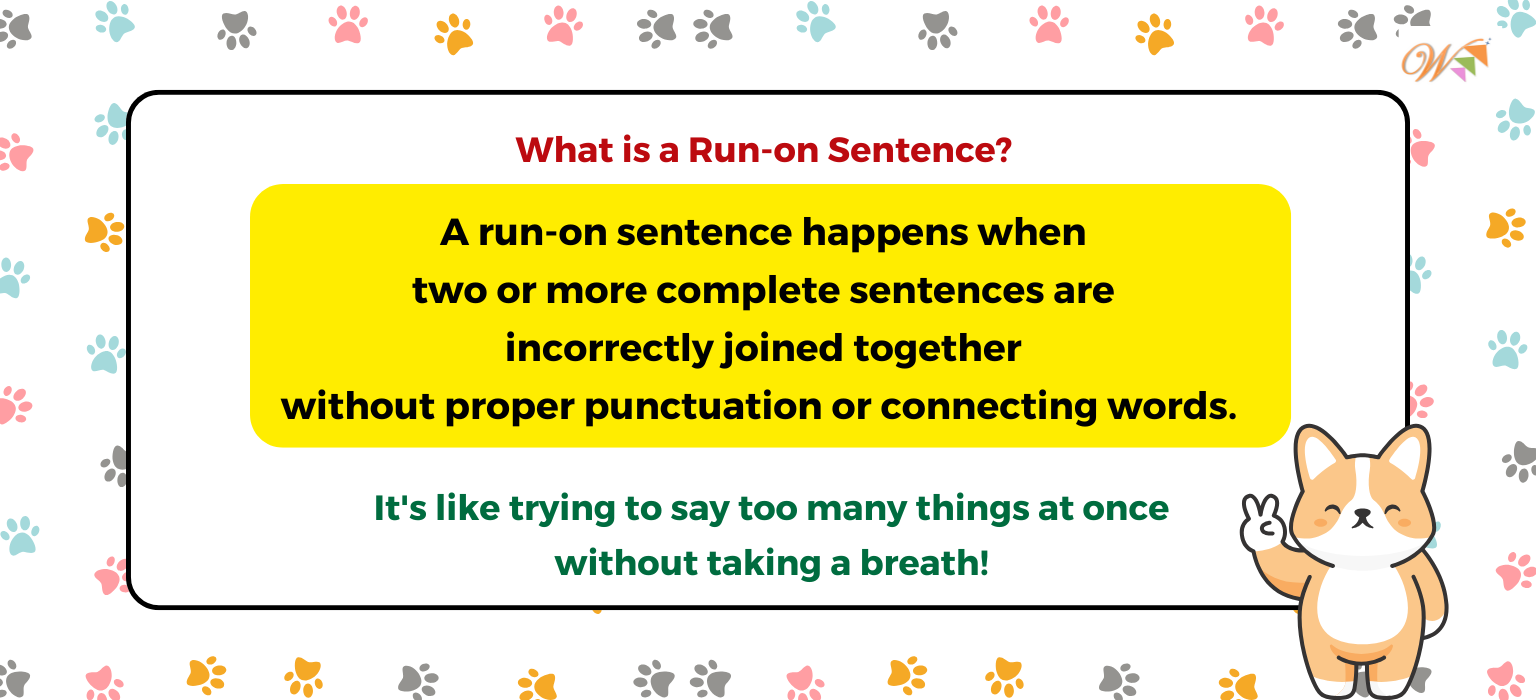 W
What is a Run-on Sentence?
A run-on sentence happens when
two or more complete sentences are
incorrectly joined together
without proper punctuation or connecting words.
It's like trying to say too many things at once
without taking a breath!